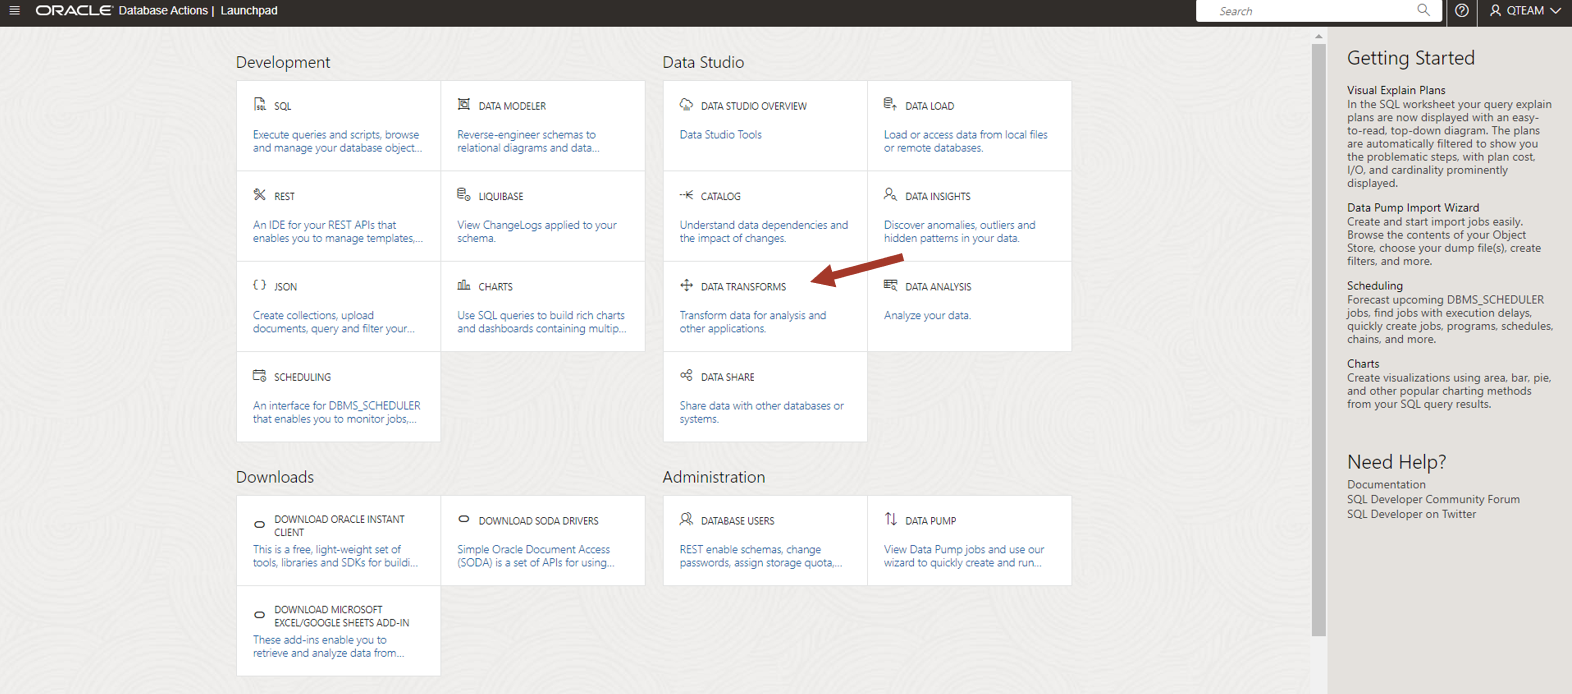 ORACLE Database Actions | Launchpad
Search
QTEAM
Development
SQL
Execute queries and scripts, browse
and manage your database object...
DATA MODELER
Reverse-engineer schemas to
relational diagrams and data...
REST
An IDE for your REST APIs that
enables you to manage templates,...
LIQUIBASE
View ChangeLogs applied to your
schema.
JSON
Create collections, upload
documents, query and filter your...
CHARTS
Use SQL queries to build rich charts
and dashboards containing multip...
SCHEDULING
An interface for DBMS_SCHEDULER
that enables you to monitor jobs,...
Data Studio
DATA STUDIO OVERVIEW
Data Studio Tools
DATA LOAD
Load or access data from local files
or remote databases.
CATALOG
Understand data dependencies and
the impact of changes.
DATA INSIGHTS
Discover anomalies, outliers and
hidden patterns in your data.
DATA TRANSFORMS
Transform data for analysis and
other applications.
DATA ANALYSIS
Analyze your data.
DATA SHARE
Share data with other databases or
systems.
Downloads
DOWNLOAD ORACLE INSTANT
CLIENT
This is a free, light-weight set of
tools, libraries and SDKs for buildi...
DOWNLOAD SODA DRIVERS
Simple Oracle Document Access
(SODA) is a set of APIs for using...
DOWNLOAD MICROSOFT
EXCEL/GOOGLE SHEETS ADD-IN
These add-ins enable you to
retrieve and analyze data from...
Administration
DATABASE USERS
REST enable schemas, change
passwords, assign storage quota,...
DATA PUMP
View Data Pump jobs and use our
wizard to quickly create and run...
Getting Started
Visual Explain Plans
In the SQL worksheet your query explain
plans are now displayed with an easy-
to-read, top-down diagram. The plans
are automatically filtered to show you
the problematic steps, with plan cost,
I/O, and cardinality prominently
displayed.
Data Pump Import Wizard
Create and start import jobs easily.
Browse the contents of your Object
Store, choose your dump file(s), create
filters, and more.
Scheduling
Forecast upcoming DBMS_SCHEDULER
jobs, find jobs with execution delays,
quickly create jobs, programs, schedules,
chains, and more.
Charts
Create visualizations using area, bar, pie,
and other popular charting methods
from your SQL query results.
Need Help?
Documentation
SQL Developer Community Forum
SQL Developer on Twitter